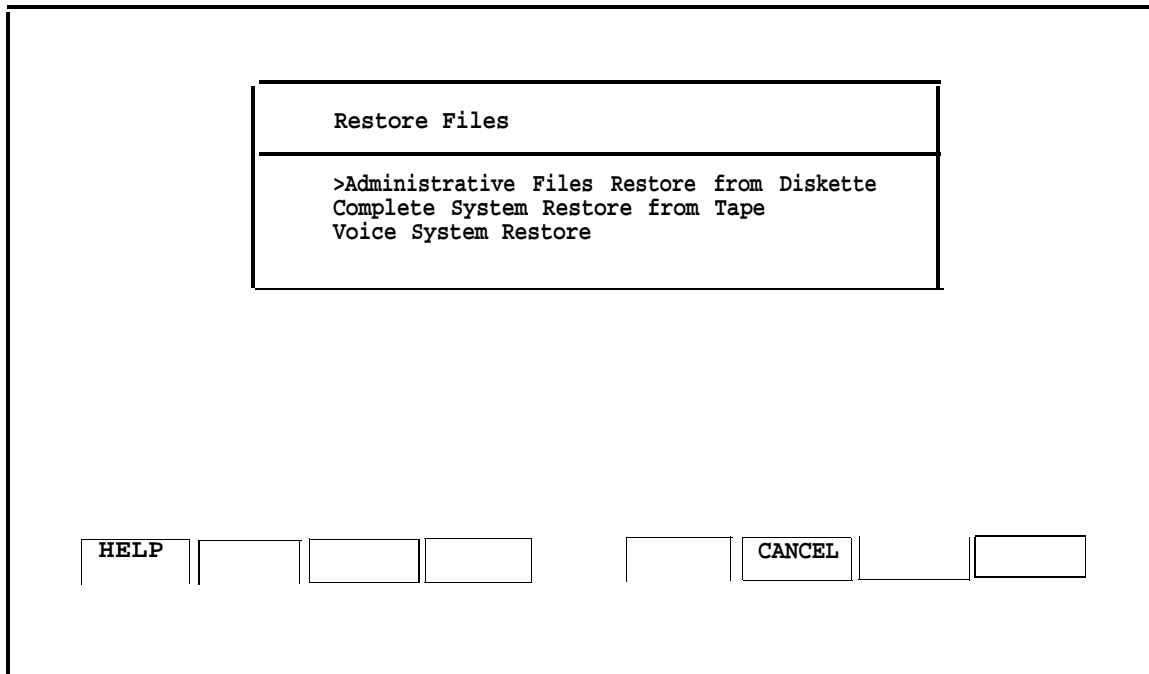 Restore Files
>Administrative Files Restore from Diskette
Complete System Restore from Tape
Voice System Restore
HELP
CANCEL